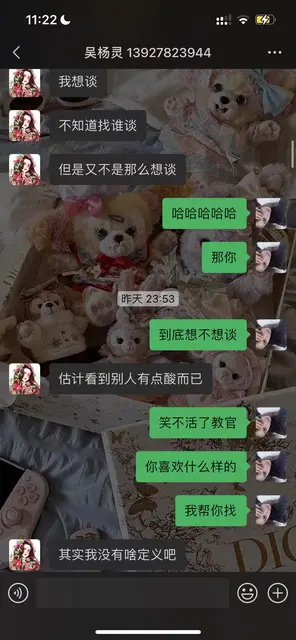 11:22
吴杨灵 13927823944
我想谈
不知道找谁谈
但是又不是那么想谈
哈哈哈哈哈
那你
昨天 23:53
到底想不想谈
估计看到别人有点酸而已
笑不活了教官
你喜欢什么样的
我帮你找
其实我没有啥定义吧
DIO